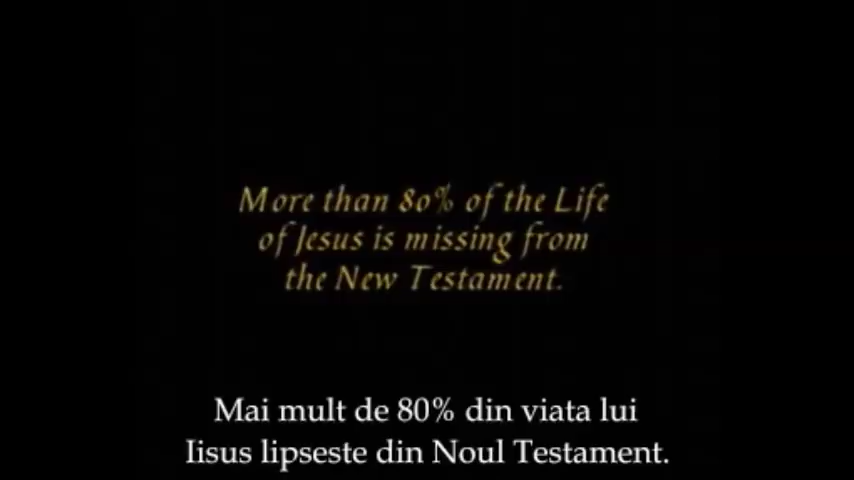 More than 80% of the Life
of Jesus is missing from
the New Testament.
Mai mult de 80% din viata lui
Iisus lipseste din Noul Testament.